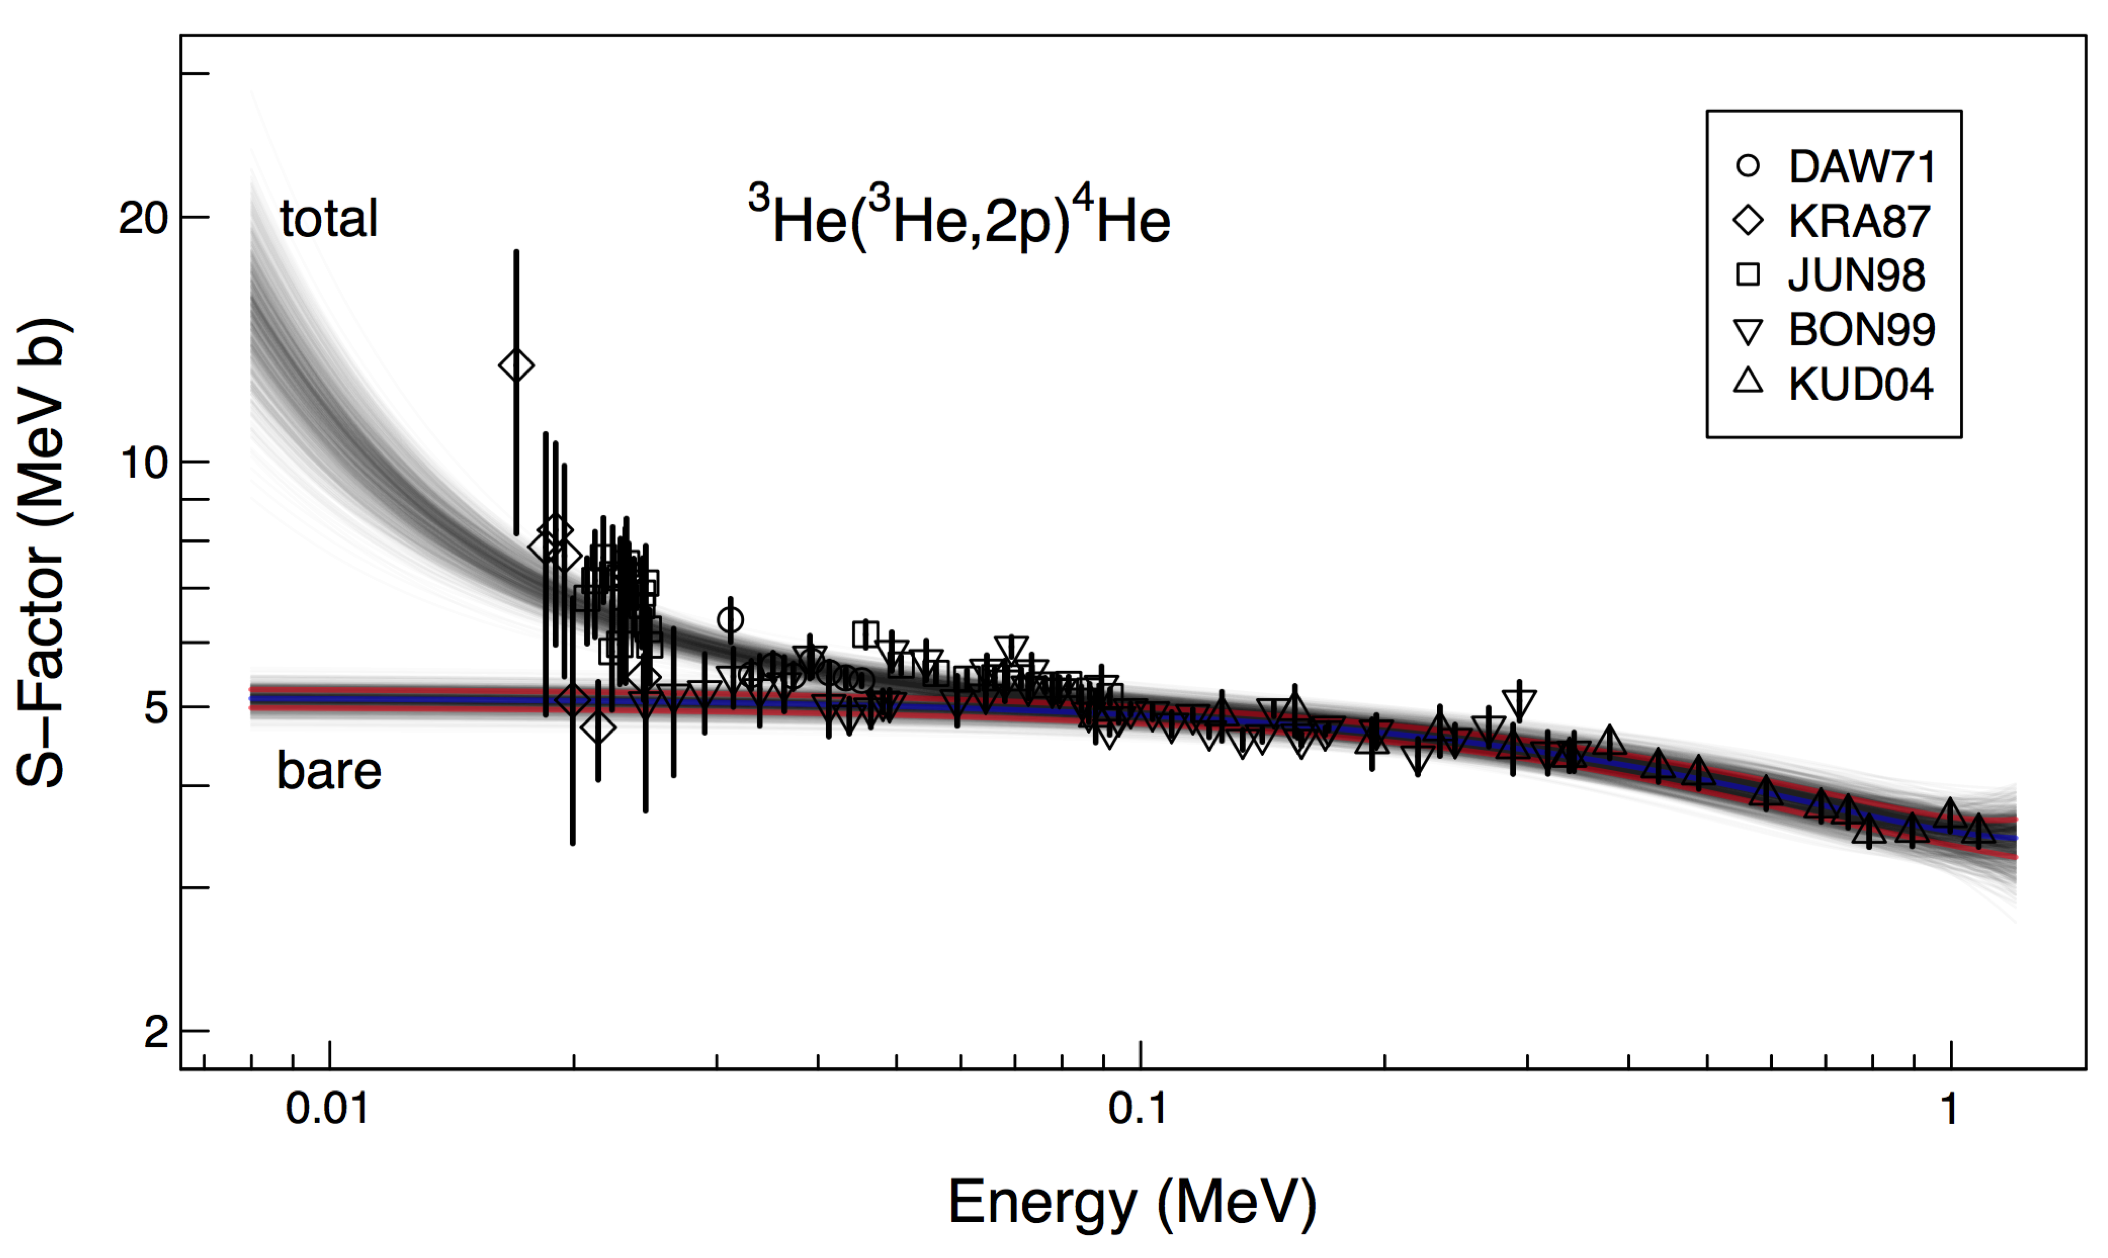 total
³He(³He,2p)⁴He
DAW71
KRA87
JUN98
BON99
KUD04
bare
S−Factor (MeV b)
20
10
5
2
0.01
0.1
1
Energy (MeV)